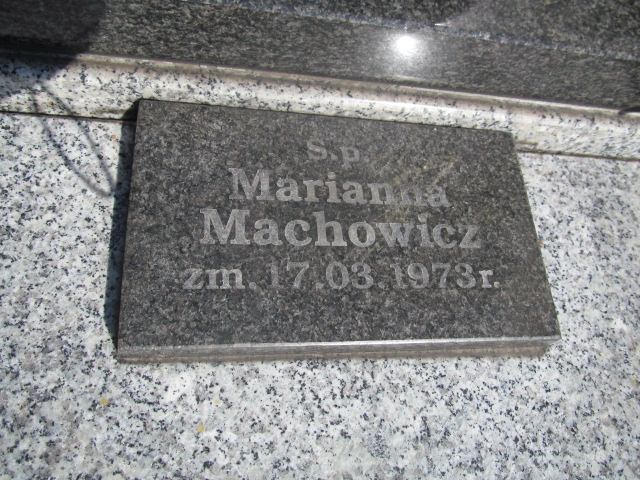 Ś.p.
Marianna
Machowicz
zm. 17.03.1973r.